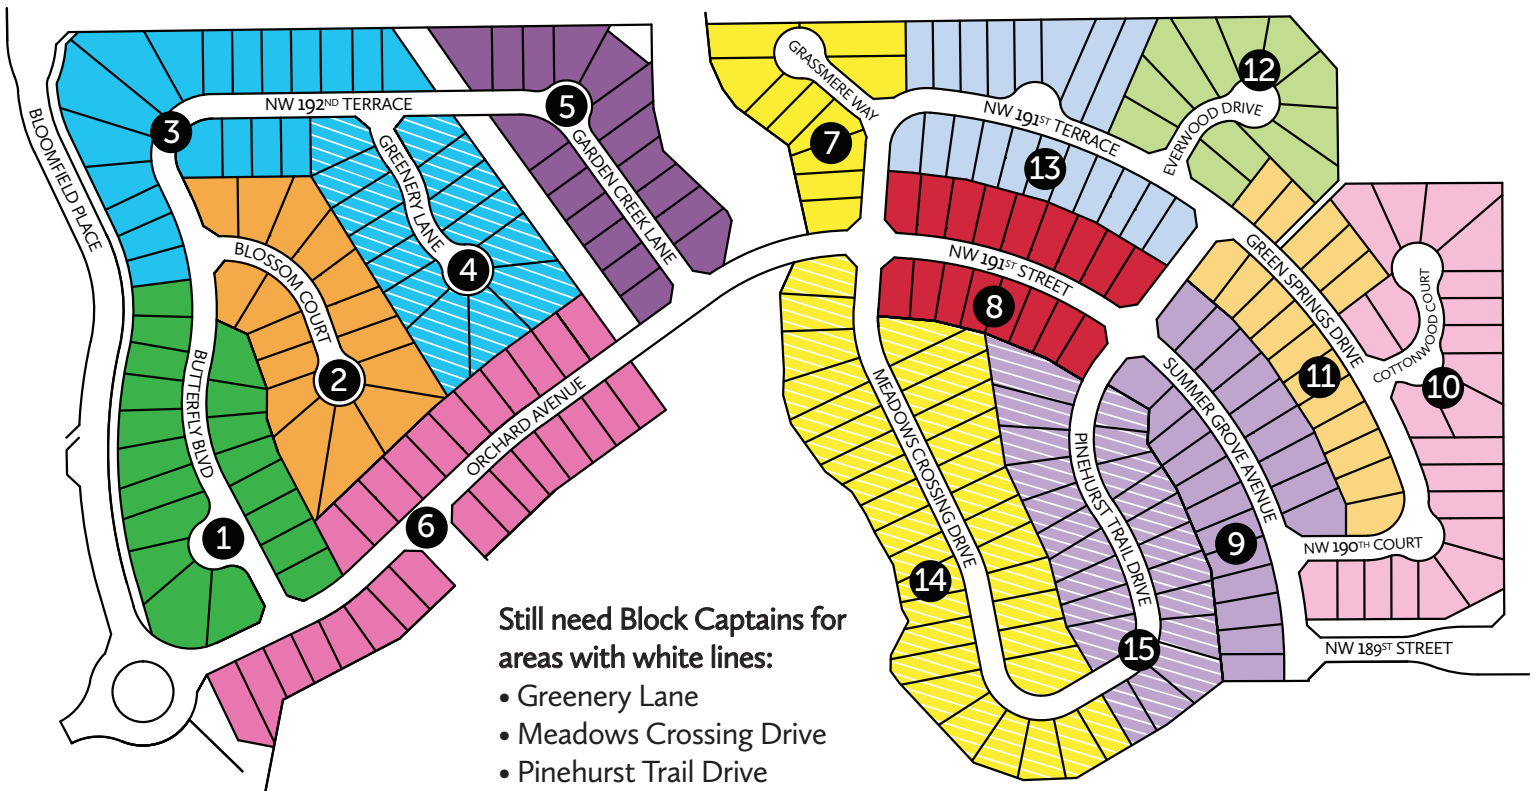 BLOOMFIELD PLACE
NW 192ND TERRACE
GREENERY LANE
GARDEN CREEK LANE
BLOSSOM COURT
BUTTERFLY BLVD
ORCHARD AVENUE
3
5
4
2
1
6
GRASSMERE WAY
7
NW 191ST TERRACE
13
EVERWOOD DRIVE
12
NW 191ST STREET
8
GREEN SPRINGS DRIVE
11
COTTONWOOD COURT
10
SUMMER GROVE AVENUE
9
MEADOWS CROSSING DRIVE
14
PINEHURST TRAIL DRIVE
15
NW 190TH COURT
NW 189ST STREET
Still need Block Captains for
areas with white lines:
• Greenery Lane
• Meadows Crossing Drive
• Pinehurst Trail Drive